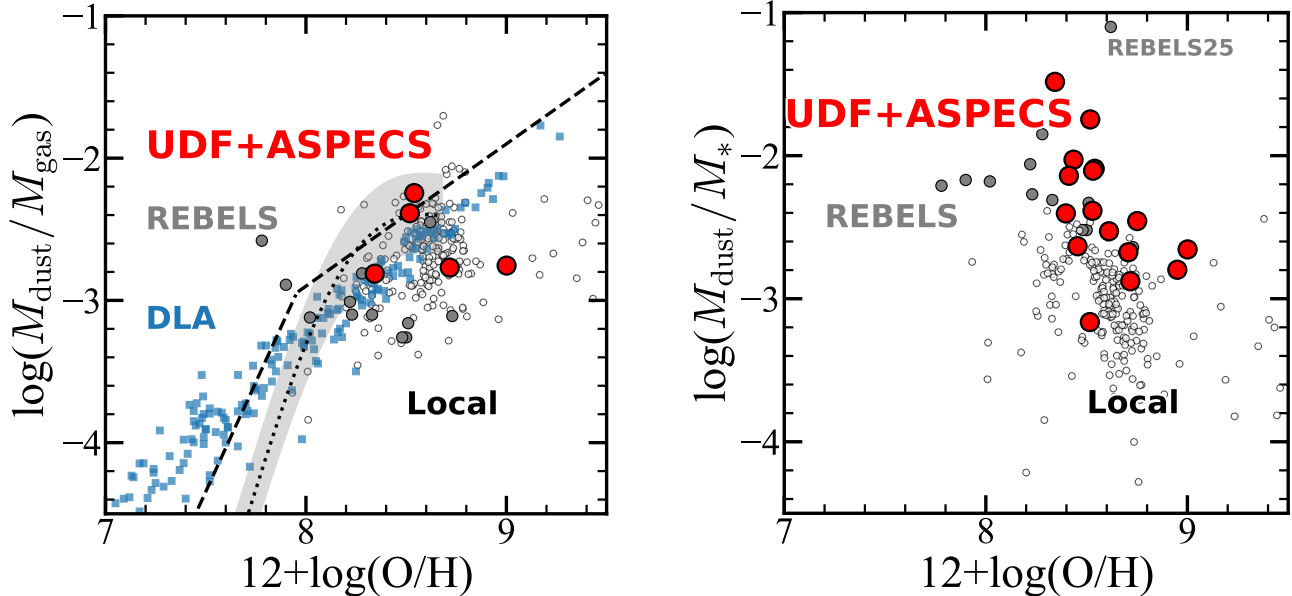 −1
−2
−3
−4
7
8
9
12+log(O/H)
log(M_dust/M_gas)
UDF+ASPECS
REBELS
DLA
Local
−1
−2
−3
−4
7
8
9
12+log(O/H)
log(M_dust/M_*)
REBELS25
UDF+ASPECS
REBELS
Local